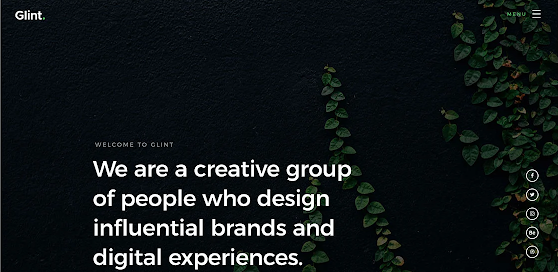 Glint.
MENU
WELCOME TO GLINT
We are a creative group
of people who design
influential brands and
digital experiences.